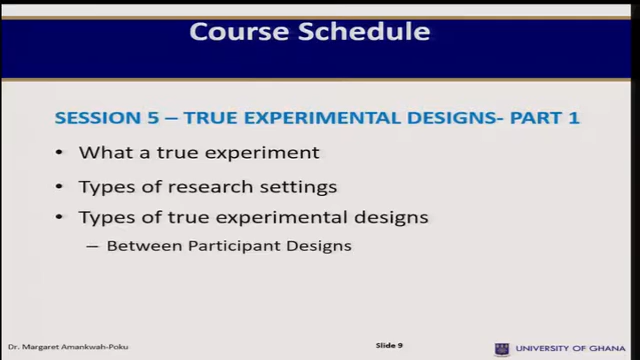 Course Schedule
SESSION 5 – TRUE EXPERIMENTAL DESIGNS- PART 1
• What a true experiment
• Types of research settings
• Types of true experimental designs
– Between Participant Designs
Dr. Margaret Amankwah-Poku
Slide 9
UNIVERSITY OF GHANA